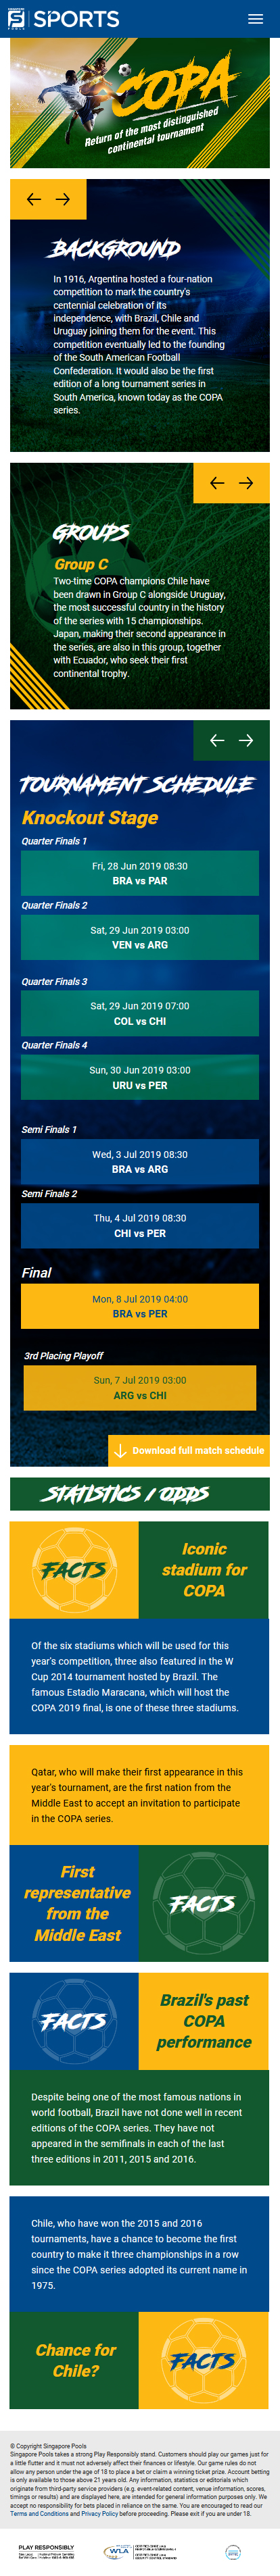 SINGAPORE
POOLS
SPORTS
COPA
Return of the most distinguished
continental tournament
BACKGROUND
In 1916, Argentina hosted a four-nation
competition to mark the country's
centennial celebration of its
independence, with Brazil, Chile and
Uruguay joining them for the event. This
competition eventually led to the founding
of the South American Football
Confederation. It would also be the first
edition of a long tournament series in
South America, known today as the COPA
series.
GROUPS
Group C
Two-time COPA champions Chile have
been drawn in Group C alongside Uruguay,
the most successful country in the history
of the series with 15 championships.
Japan, making their second appearance in
the series, are also in this group, together
with Ecuador, who seek their first
continental trophy.
TOURNAMENT SCHEDULE
Knockout Stage
Quarter Finals 1
Fri, 28 Jun 2019 08:30
BRA vs PAR
Quarter Finals 2
Sat, 29 Jun 2019 03:00
VEN vs ARG
Quarter Finals 3
Sat, 29 Jun 2019 07:00
COL vs CHI
Quarter Finals 4
Sun, 30 Jun 2019 03:00
URU vs PER
Semi Finals 1
Wed, 3 Jul 2019 08:30
BRA vs ARG
Semi Finals 2
Thu, 4 Jul 2019 08:30
CHI vs PER
Final
Mon, 8 Jul 2019 04:00
BRA vs PER
3rd Placing Playoff
Sun, 7 Jul 2019 03:00
ARG vs CHI
Download full match schedule
STATISTICS / ODDS
FACTS
Iconic
stadium for
COPA
Of the six stadiums which will be used for this
year's competition, three also featured in the W
Cup 2014 tournament hosted by Brazil. The
famous Estadio Maracana, which will host the
COPA 2019 final, is one of these three stadiums.
Qatar, who will make their first appearance in this
year's tournament, are the first nation from the
Middle East to accept an invitation to participate
in the COPA series.
First
representative
from the
Middle East
FACTS
FACTS
Brazil's past
COPA
performance
Despite being one of the most famous nations in
world football, Brazil have not done well in recent
editions of the COPA series. They have not
appeared in the semifinals in each of the last
three editions in 2011, 2015 and 2016.
Chile, who have won the 2015 and 2016
tournaments, have a chance to become the first
country to make it three championships in a row
since the COPA series adopted its current name in
1975.
Chance for
Chile?
FACTS
© Copyright Singapore Pools
Singapore Pools takes a strong Play Responsibly stand. Customers should play our games just for
a little flutter and it must not adversely affect their finances or lifestyles. Our game rules do not
allow any person under the age of 18 to place a bet or claim a winning ticket prize. Account betting
is only available to those above 21 years old. Any information, statistics or editorials which
originate from third-party service providers (e.g. event-related content, venue information, scores,
timings or results) and are displayed here, are intended for general information purposes only. We
accept no responsibility for bets placed in reliance on the same. You are encouraged to read our
Terms and Conditions and Privacy Policy before proceeding. Please exit if you are under 18.
PLAY RESPONSIBLY
WLA